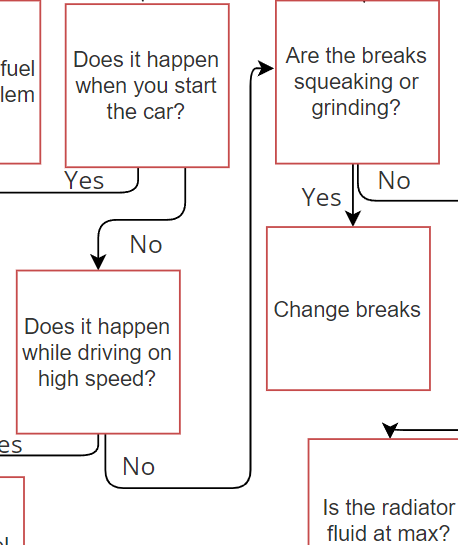 fuel
lem
Does it happen
when you start
the car?
Are the breaks
squeaking or
grinding?
Yes
No
Yes
No
Change breaks
Does it happen
while driving on
high speed?
es
No
Is the radiator
fluid at max?